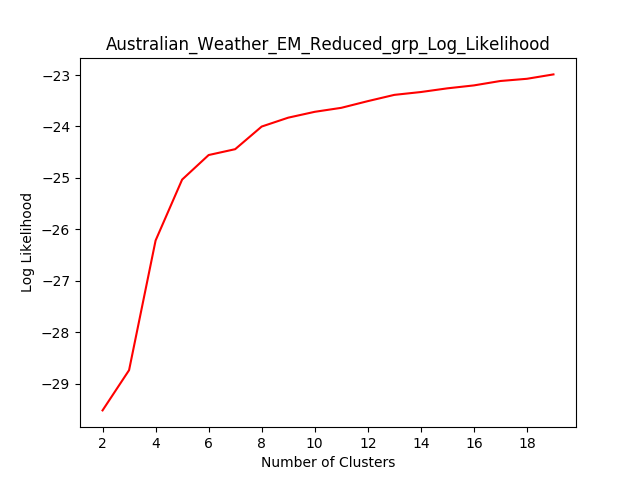 Australian_Weather_EM_Reduced_grp_Log_Likelihood
−23
−24
−25
−26
−27
−28
−29
Log Likelihood
2 4 6 8 10 12 14 16 18
Number of Clusters